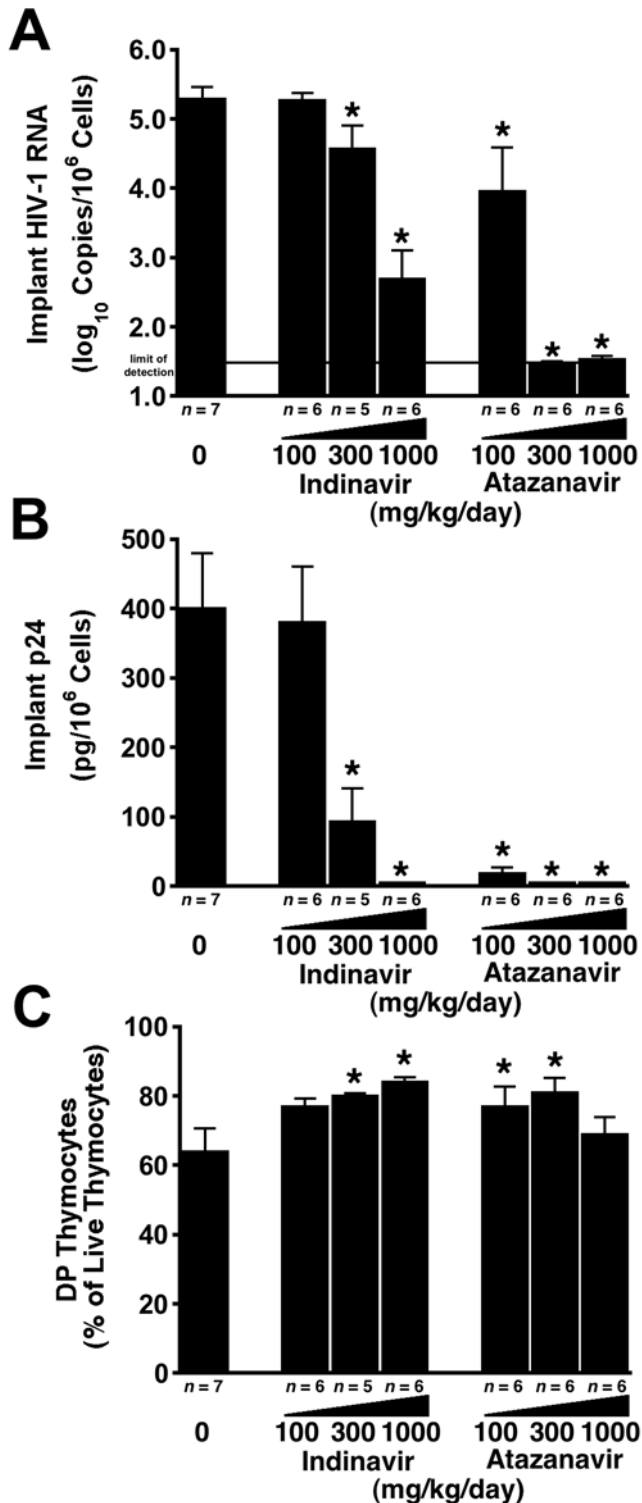 A
Implant HIV-1 RNA
(log10 Copies/10^6 Cells)
6.0
5.0
4.0
3.0
2.0
1.0
limit of
detection
* * * * *
n = 7 n = 6 n = 5 n = 6 n = 6 n = 6 n = 6
0 100 300 1000 100 300 1000
Indinavir Atazanavir
(mg/kg/day)
B
Implant p24
(pg/10^6 Cells)
500
400
300
200
100
0
* * * * *
n = 7 n = 6 n = 5 n = 6 n = 6 n = 6 n = 6
0 100 300 1000 100 300 1000
Indinavir Atazanavir
(mg/kg/day)
C
DP Thymocytes
(% of Live Thymocytes)
100
80
60
40
20
0
* * * *
n = 7 n = 6 n = 5 n = 6 n = 6 n = 6 n = 6
0 100 300 1000 100 300 1000
Indinavir Atazanavir
(mg/kg/day)